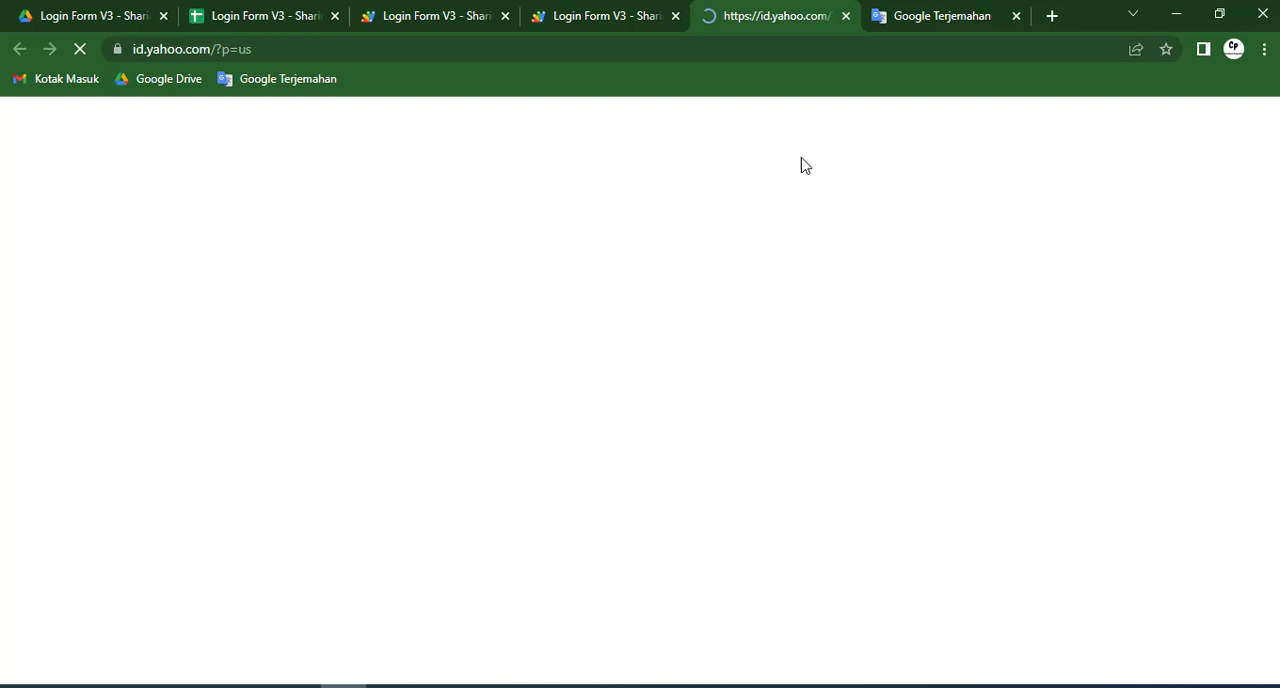 Login Form V3 - Shari
Login Form V3 - Shari
Login Form V3 - Shari
Login Form V3 - Shari
https://id.yahoo.com/
Google Terjemahan
id.yahoo.com/?p=us
CP
Kotak Masuk
Google Drive
Google Terjemahan